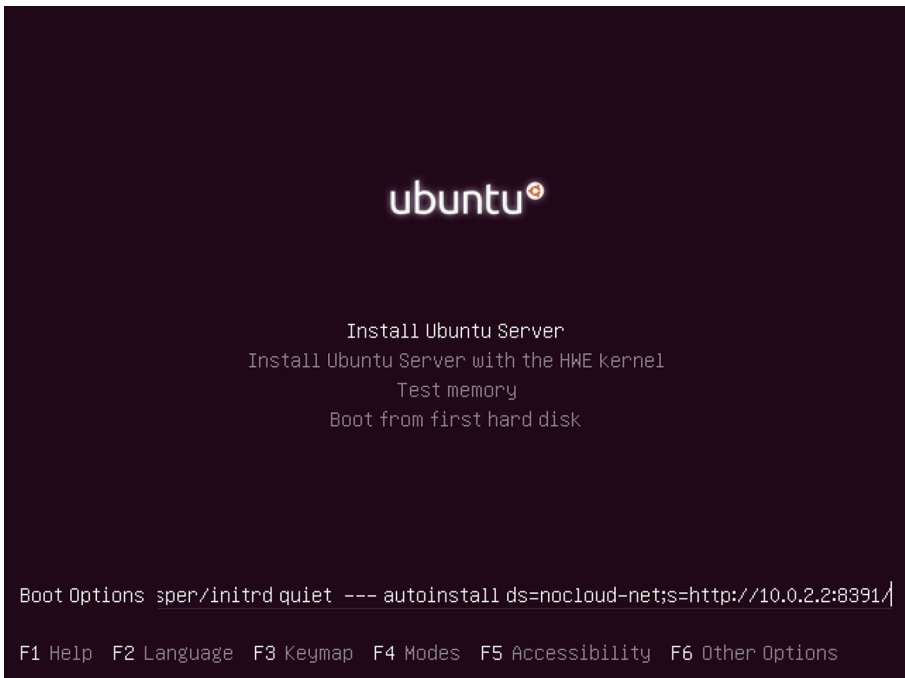 ubuntu
Install Ubuntu Server
Install Ubuntu Server with the HWE kernel
Test memory
Boot from first hard disk
Boot Options sper/initrd quiet --- autoinstall ds=nocloud-net;s=http://10.0.2.2:8391/
F1 Help F2 Language F3 Keymap F4 Modes F5 Accessibility F6 Other Options